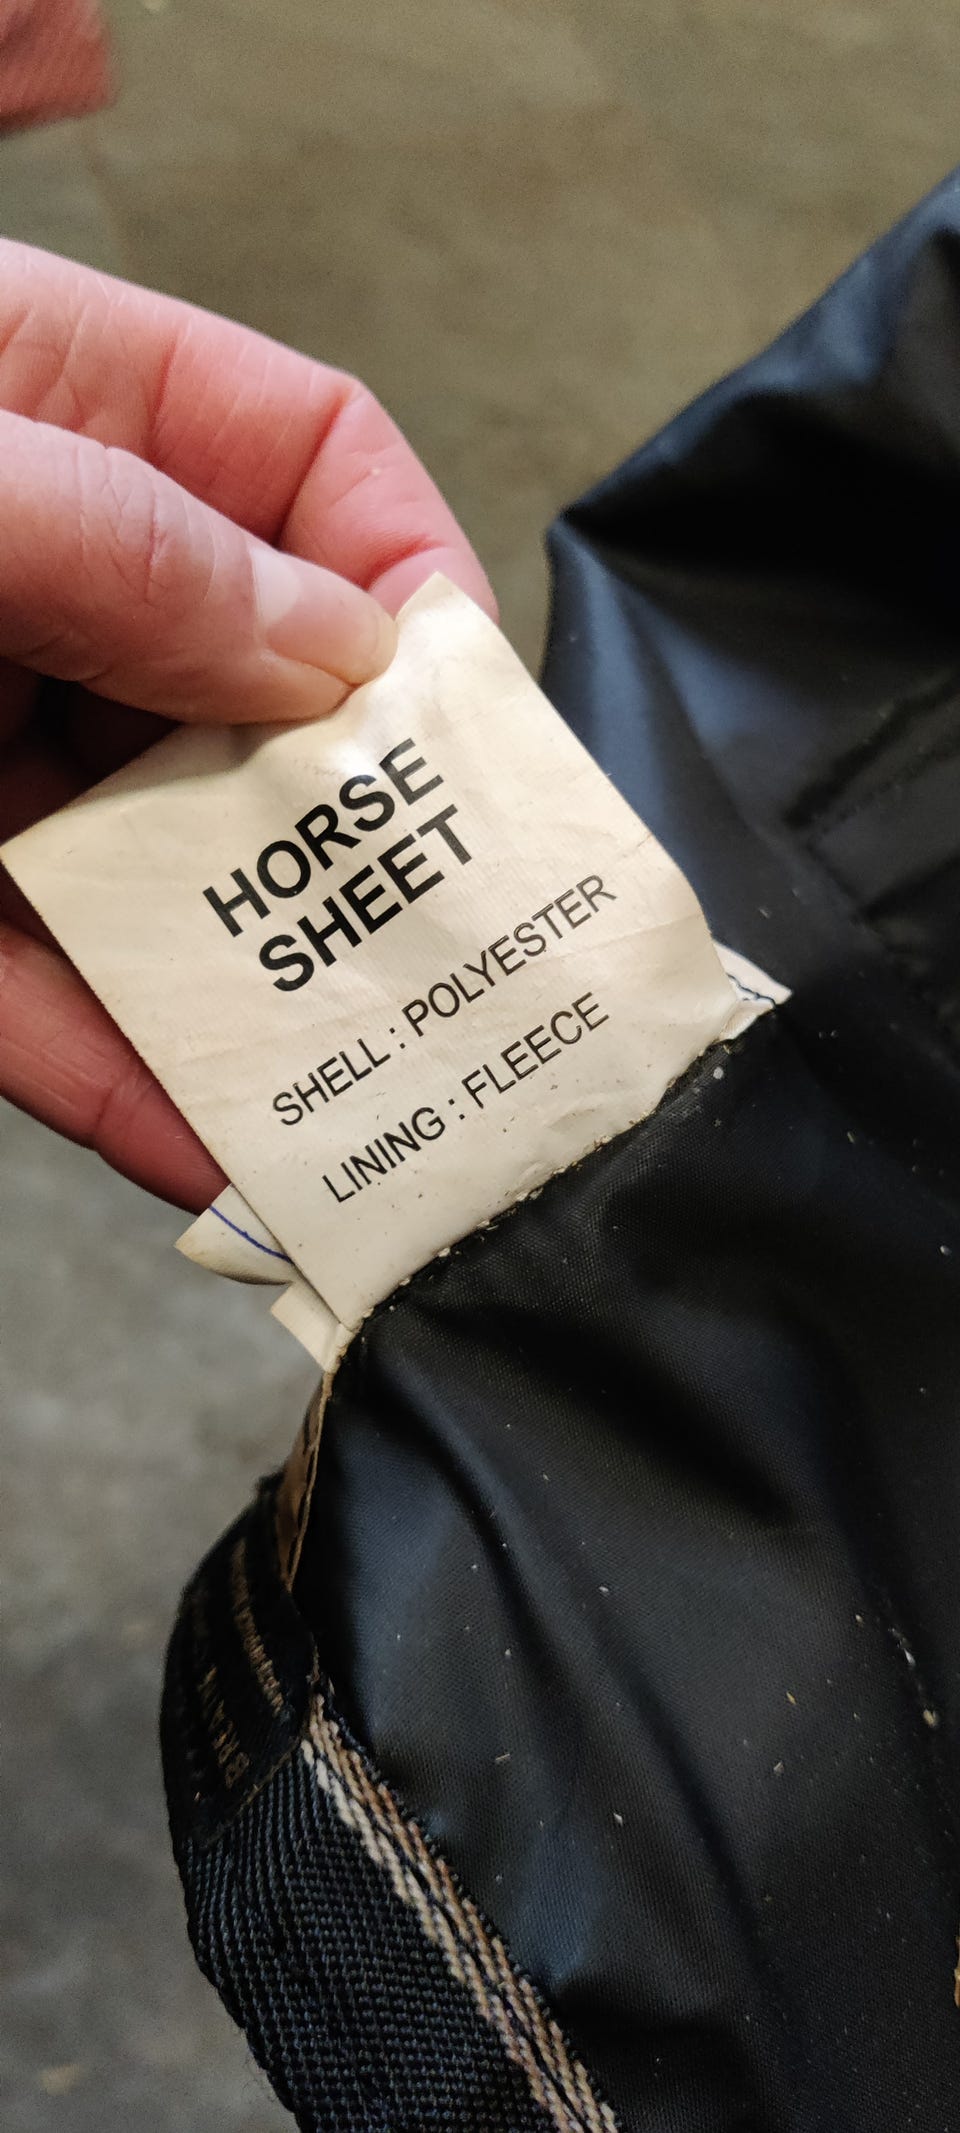 HORSE
SHEET
SHELL : POLYESTER
LINING : FLEECE